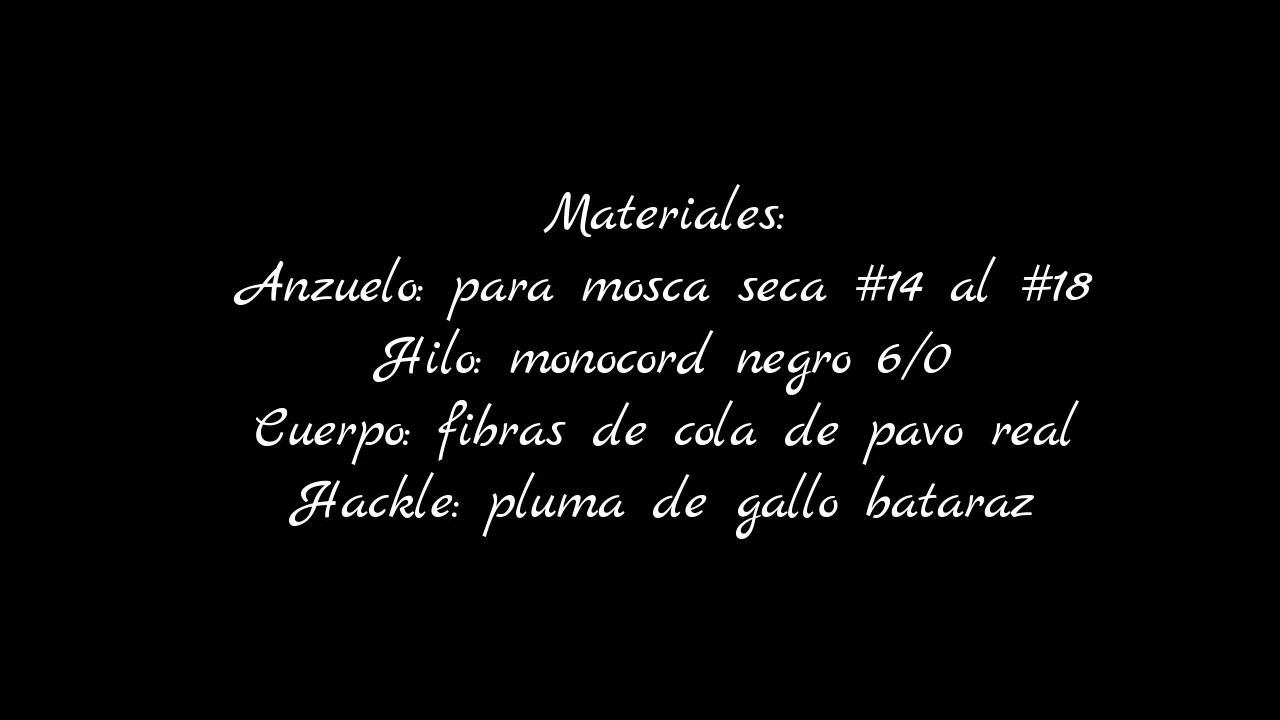 Materiales:
Anzuelo: para mosca seca #14 al #18
Hilo: monocord negro 6/0
Cuerpo: fibras de cola de pavo real
Hackle: pluma de gallo bataraz